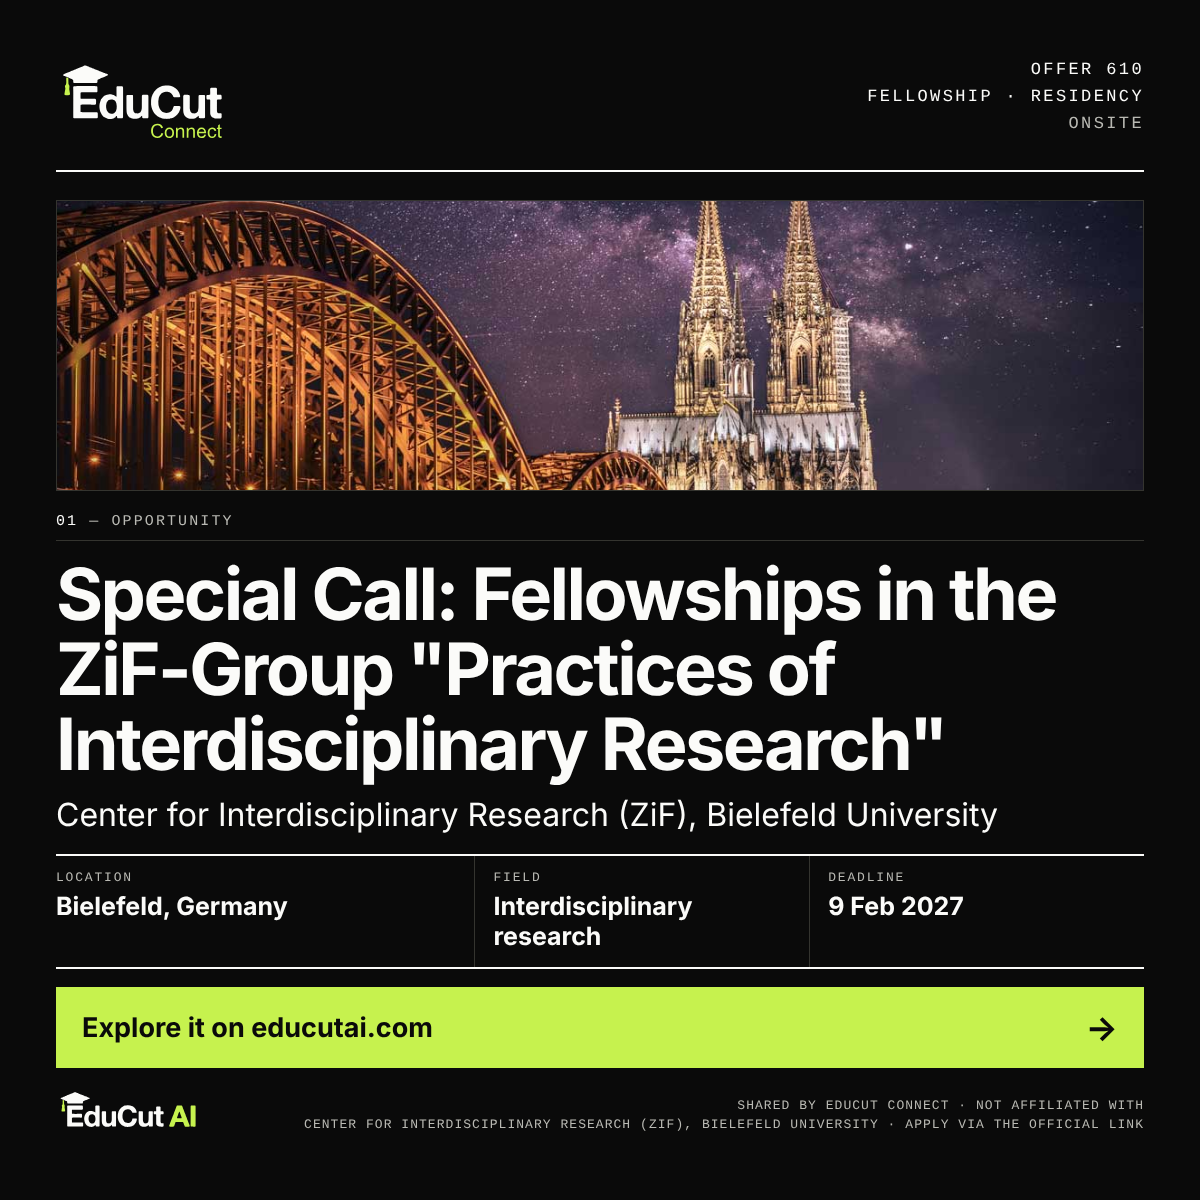 EduCut
Connect
OFFER 610
FELLOWSHIP · RESIDENCY
ONSITE
01 — OPPORTUNITY
Special Call: Fellowships in the
ZiF-Group "Practices of
Interdisciplinary Research"
Center for Interdisciplinary Research (ZiF), Bielefeld University
LOCATION
Bielefeld, Germany
FIELD
Interdisciplinary
research
DEADLINE
9 Feb 2027
Explore it on educutai.com →
EduCut AI
SHARED BY EDUCUT CONNECT · NOT AFFILIATED WITH
CENTER FOR INTERDISCIPLINARY RESEARCH (ZIF), BIELEFELD UNIVERSITY · APPLY VIA THE OFFICIAL LINK